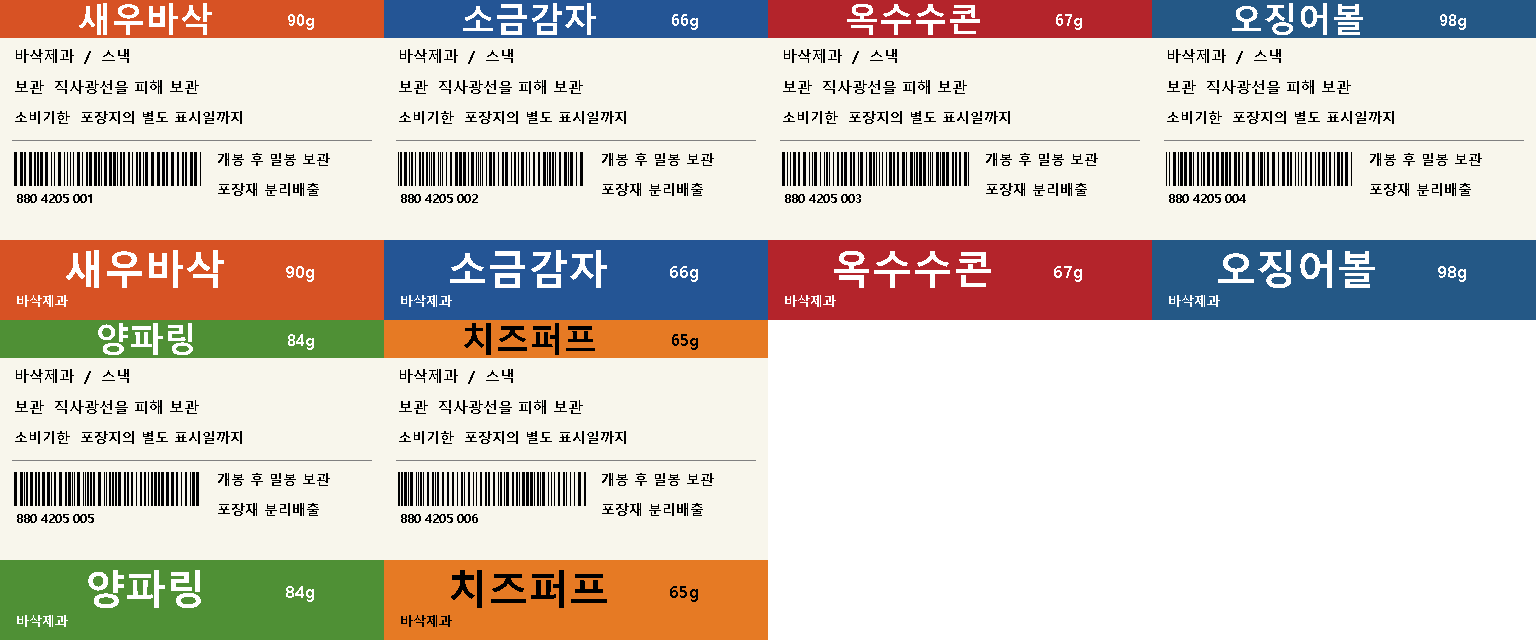 새우바삭 90g
바삭제과 / 스낵
보관 직사광선을 피해 보관
소비기한 포장지의 별도 표시일까지
개봉 후 밀봉 보관
포장재 분리배출
880 4205 001
새우바삭 90g
바삭제과
소금감자 66g
바삭제과 / 스낵
보관 직사광선을 피해 보관
소비기한 포장지의 별도 표시일까지
개봉 후 밀봉 보관
포장재 분리배출
880 4205 002
소금감자 66g
바삭제과
옥수수콘 67g
바삭제과 / 스낵
보관 직사광선을 피해 보관
소비기한 포장지의 별도 표시일까지
개봉 후 밀봉 보관
포장재 분리배출
880 4205 003
옥수수콘 67g
바삭제과
오징어볼 98g
바삭제과 / 스낵
보관 직사광선을 피해 보관
소비기한 포장지의 별도 표시일까지
개봉 후 밀봉 보관
포장재 분리배출
880 4205 004
오징어볼 98g
바삭제과
양파링 84g
바삭제과 / 스낵
보관 직사광선을 피해 보관
소비기한 포장지의 별도 표시일까지
개봉 후 밀봉 보관
포장재 분리배출
880 4205 005
양파링 84g
바삭제과
치즈퍼프 65g
바삭제과 / 스낵
보관 직사광선을 피해 보관
소비기한 포장지의 별도 표시일까지
개봉 후 밀봉 보관
포장재 분리배출
880 4205 006
치즈퍼프 65g
바삭제과